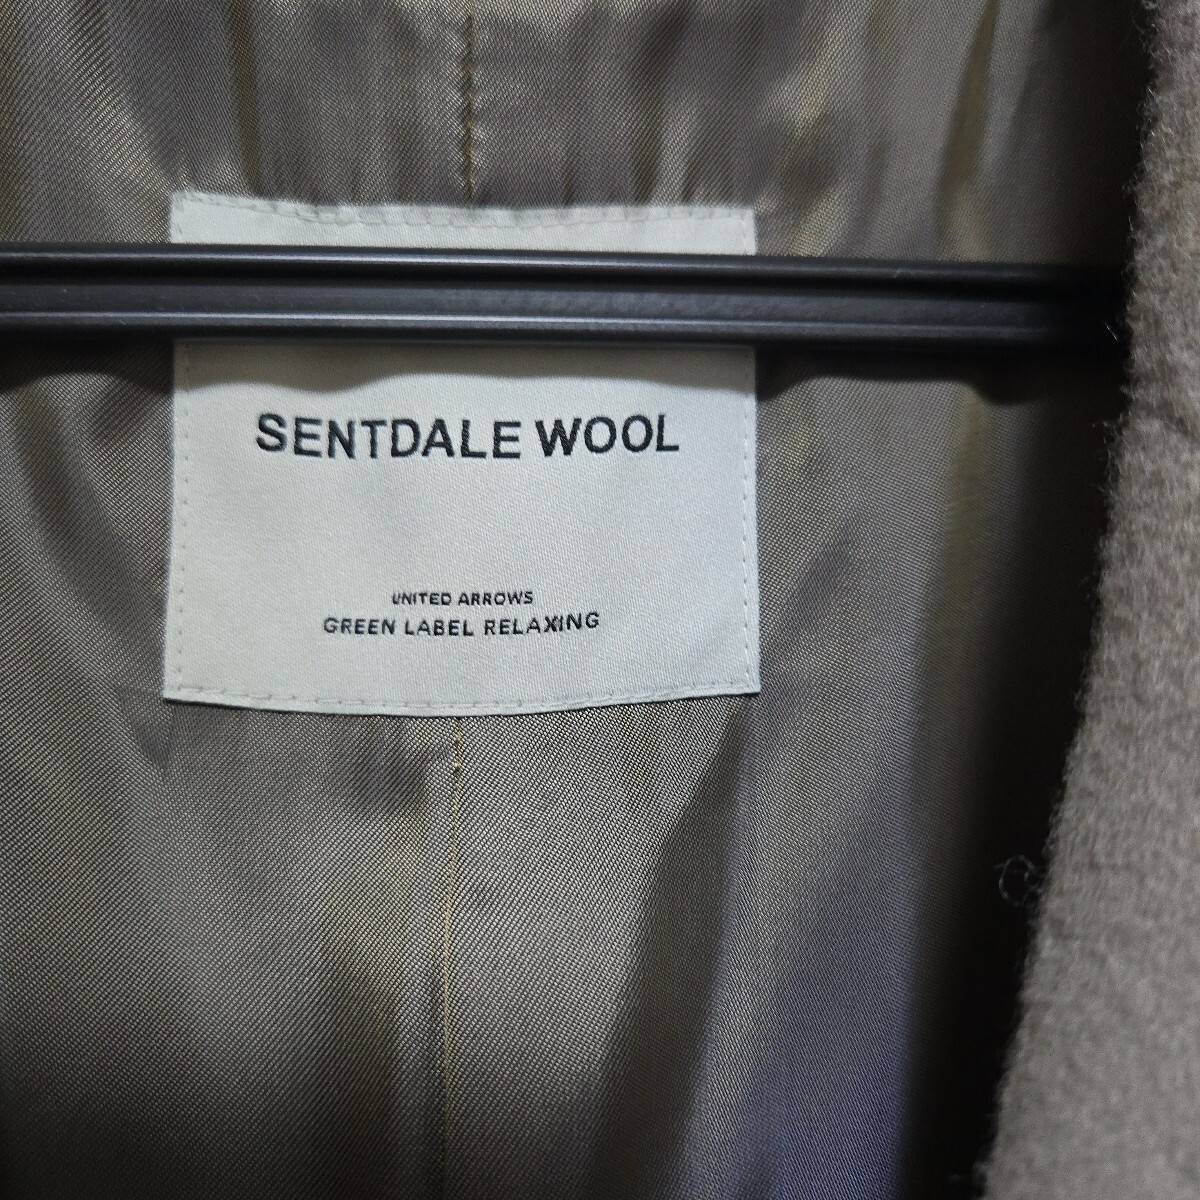 SENTDALE WOOL
UNITED ARROWS
GREEN LABEL RELAXING